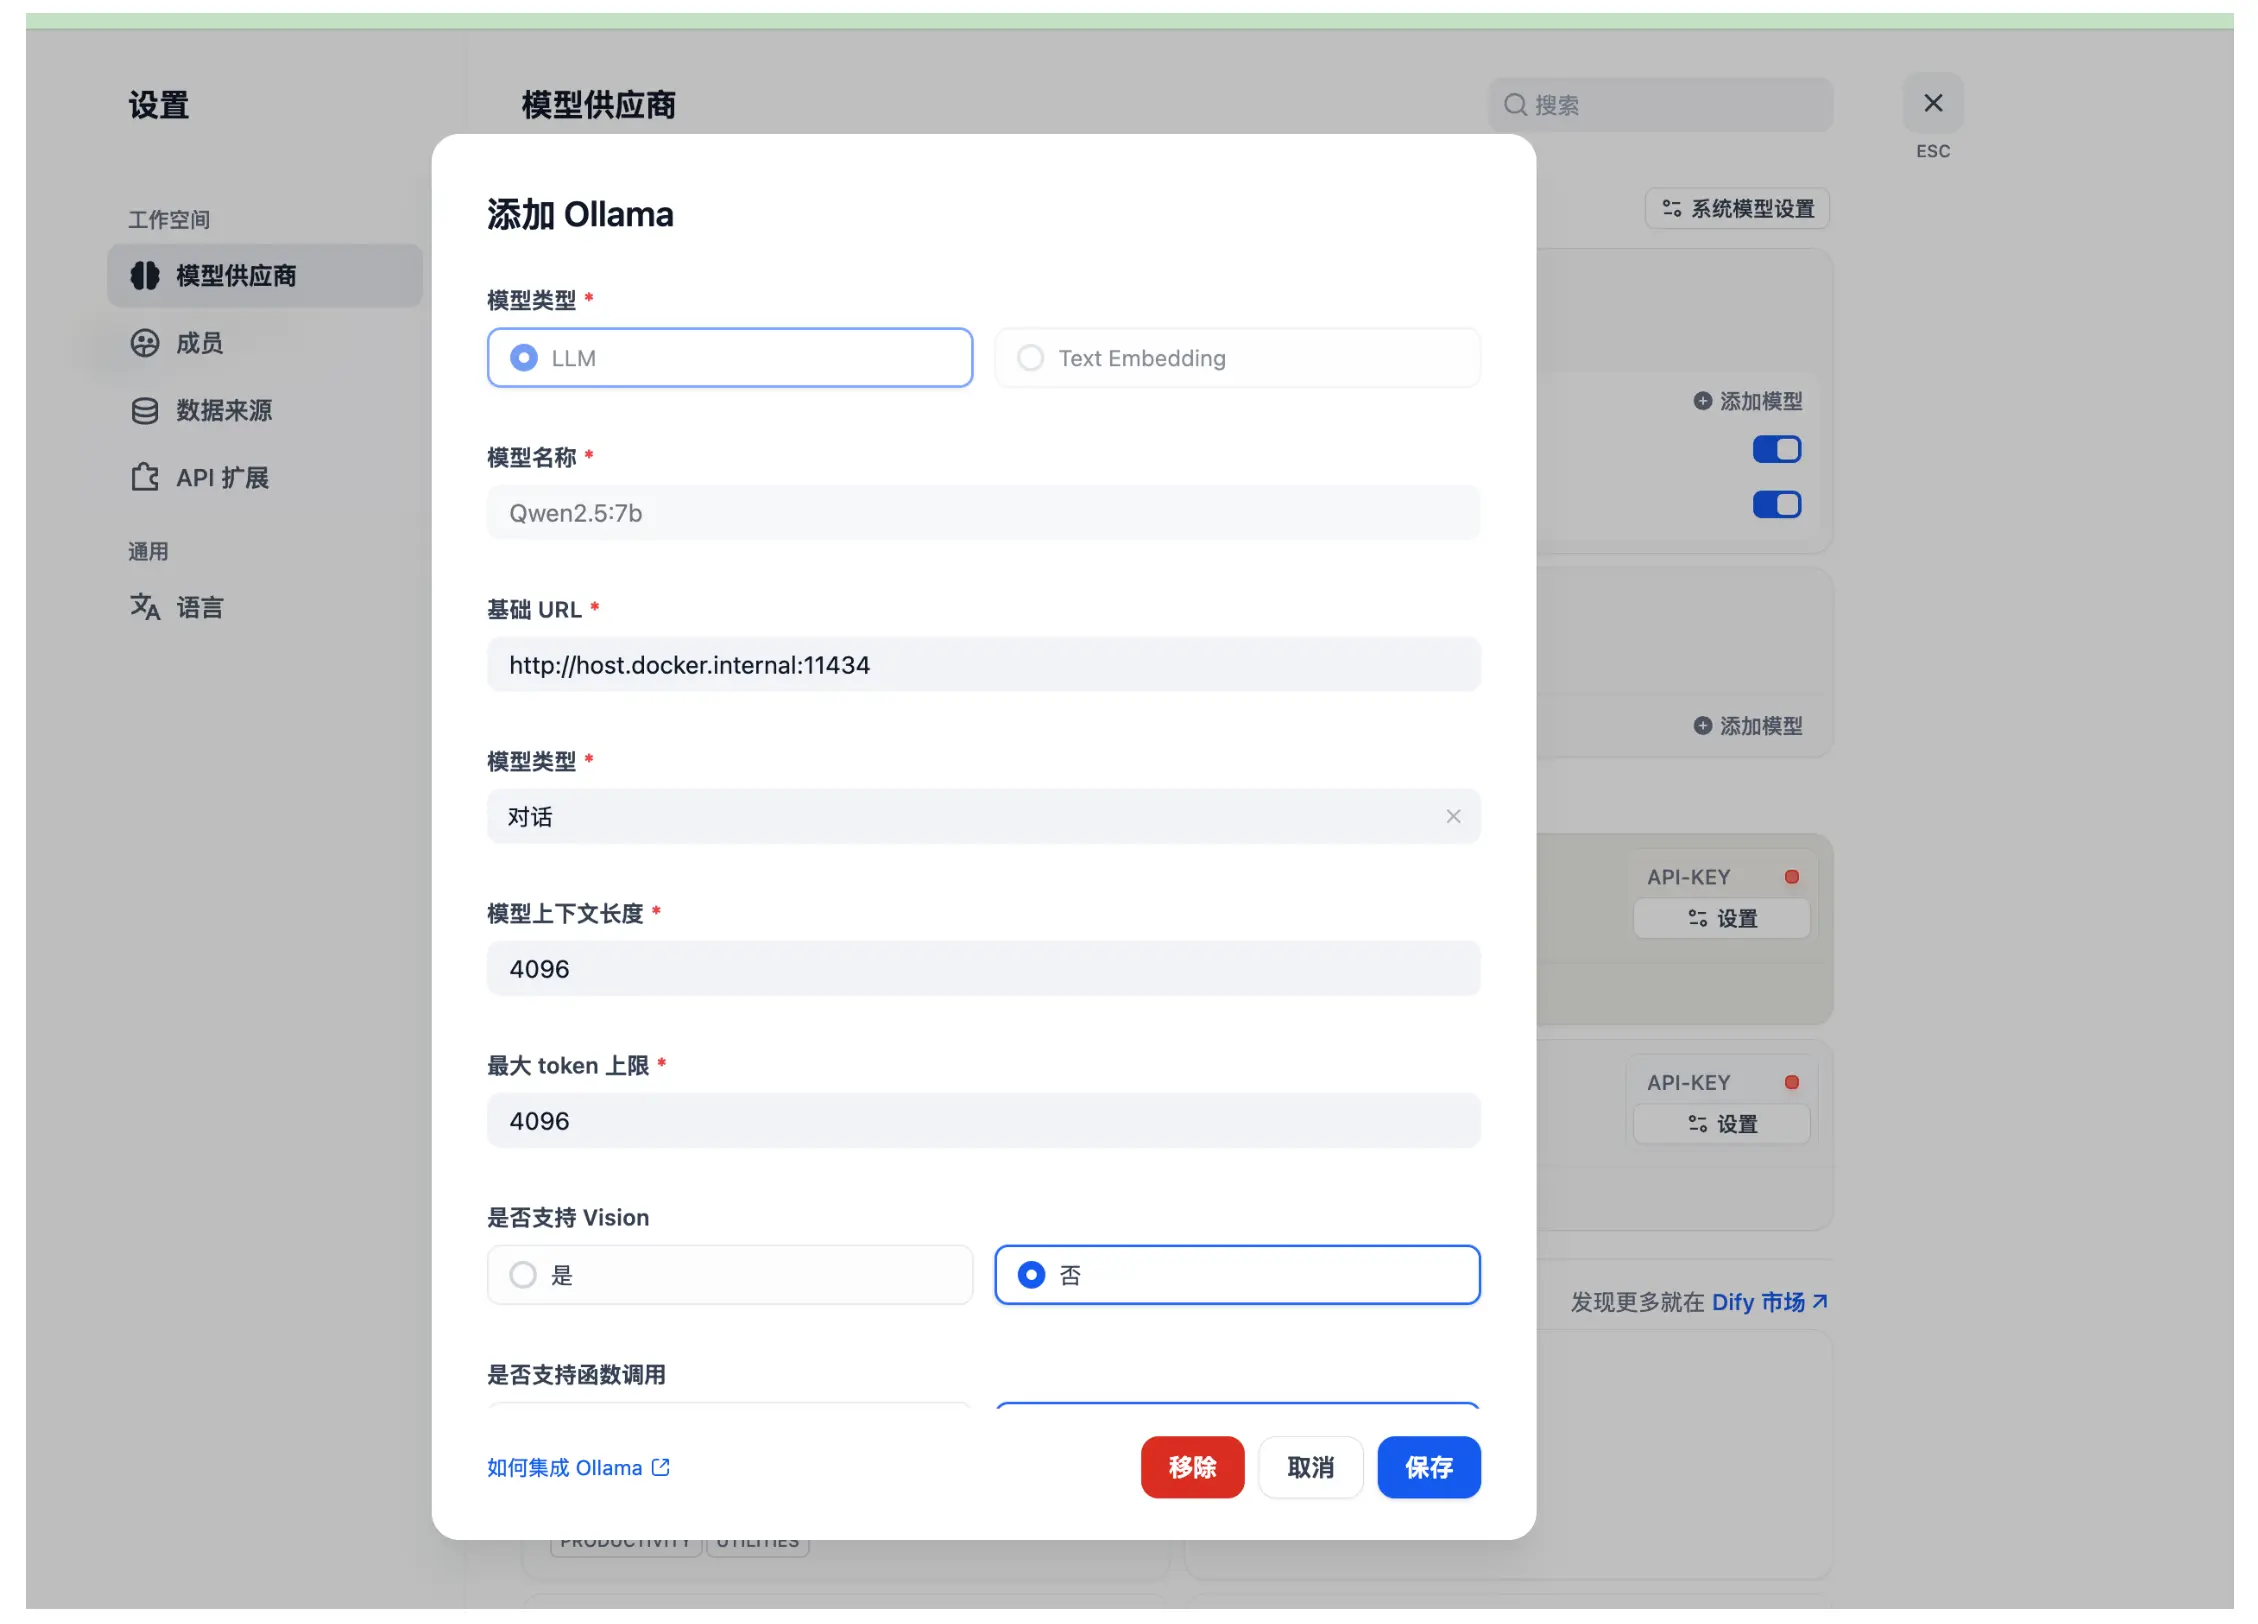 设置
模型供应商
搜索
ESC
系统模型设置
工作空间
模型供应商
成员
数据来源
API 扩展
通用
语言
添加 Ollama
模型类型 *
LLM
Text Embedding
模型名称 *
Qwen2.5:7b
基础 URL *
http://host.docker.internal:11434
模型类型 *
对话
模型上下文长度 *
4096
最大 token 上限 *
4096
是否支持 Vision
是
否
是否支持函数调用
如何集成 Ollama
移除
取消
保存
添加模型
添加模型
API-KEY
设置
API-KEY
设置
发现更多就在 Dify 市场
PRODUCTIVITY
UTILITIES